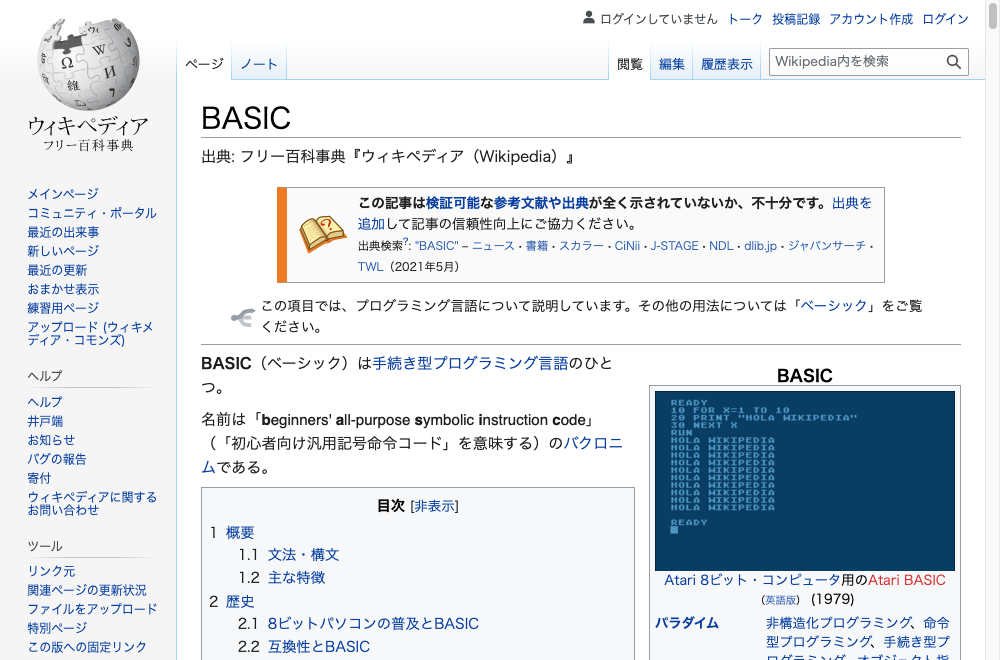 ログインしていません トーク 投稿記録 アカウント作成 ログイン
ウィキペディア
フリー百科事典
ページ ノート 閲覧 編集 履歴表示 Wikipedia内を検索
メインページ
コミュニティ・ポータル
最近の出来事
新しいページ
最近の更新
おまかせ表示
練習用ページ
アップロード (ウィキメ
ディア・コモンズ)
ヘルプ
ヘルプ
井戸端
お知らせ
バグの報告
寄付
ウィキペディアに関する
お問い合わせ
ツール
リンク元
関連ページの更新状況
ファイルをアップロード
特別ページ
この版への固定リンク
BASIC
出典: フリー百科事典『ウィキペディア（Wikipedia）』
この記事は検証可能な参考文献や出典が全く示されていないか、不十分です。出典を
追加して記事の信頼性向上にご協力ください。
出典検索?: "BASIC" – ニュース · 書籍 · スカラー · CiNii · J-STAGE · NDL · dlib.jp · ジャパンサーチ ·
TWL（2021年5月）
この項目では、プログラミング言語について説明しています。その他の用法については「ベーシック」をご覧
ください。
BASIC（ベーシック）は手続き型プログラミング言語のひと
つ。
名前は「beginners' all-purpose symbolic instruction code」
（「初心者向け汎用記号命令コード」を意味する）のバクロニ
ムである。
目次 [非表示]
1 概要
1.1 文法・構文
1.2 主な特徴
2 歴史
2.1 8ビットパソコンの普及とBASIC
2.2 互換性とBASIC
BASIC
READY
10 FOR X=1 TO 10
20 PRINT "HOLA WIKIPEDIA"
30 NEXT X
RUN
HOLA WIKIPEDIA
HOLA WIKIPEDIA
HOLA WIKIPEDIA
HOLA WIKIPEDIA
HOLA WIKIPEDIA
HOLA WIKIPEDIA
HOLA WIKIPEDIA
HOLA WIKIPEDIA
HOLA WIKIPEDIA
HOLA WIKIPEDIA
READY
Atari 8ビット・コンピュータ用のAtari BASIC
（英語版） (1979)
パラダイム 非構造化プログラミング、命令
型プログラミング、手続き型プ
ログラミング、オブジェクト指